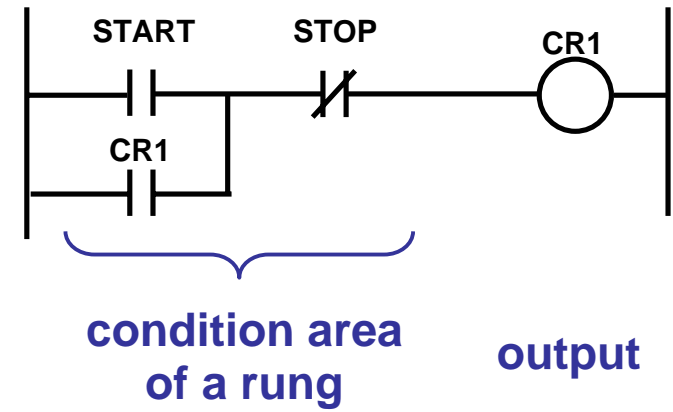 START STOP CR1
CR1
condition area
of a rung
output